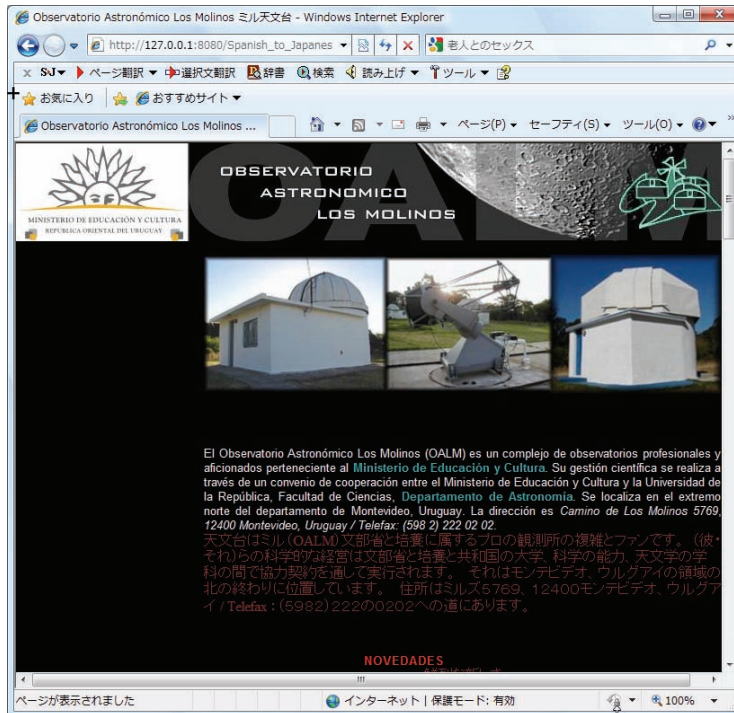 Observatorio Astronómico Los Molinos ミル天文台 - Windows Internet Explorer
http://127.0.0.1:8080/Spanish_to_Japanes
老人とのセックス
x SJ ページ翻訳 選択文翻訳 辞書 検索 読み上げ ツール
お気に入り おすすめサイト
Observatorio Astronómico Los Molinos ...
ページ(P) セーフティ(S) ツール(O)
OALM
MINISTERIO DE EDUCACIÓN Y CULTURA
REPÚBLICA ORIENTAL DEL URUGUAY
OBSERVATORIO
ASTRONOMICO
LOS MOLINOS
El Observatorio Astronómico Los Molinos (OALM) es un complejo de observatorios profesionales y
aficionados perteneciente al Ministerio de Educación y Cultura. Su gestión científica se realiza a
través de un convenio de cooperación entre el Ministerio de Educación y Cultura y la Universidad de
la República, Facultad de Ciencias, Departamento de Astronomía. Se localiza en el extremo
norte del departamento de Montevideo, Uruguay. La dirección es Camino de Los Molinos 5769,
12400 Montevideo, Uruguay / Telefax: (598 2) 222 02 02.
天文台はミル(OALM)文部省と培養に属するプロの観測所の複雑とファンです。(彼・
それ)らの科学的な経営は文部省と培養と共和国の大学、科学の能力、天文学の学
科の間で協力契約を通して実行されます。 それはモンテビデオ、ウルグアイの領域の
北の終わりに位置しています。 住所はミルズ5769、12400モンテビデオ、ウルグア
イ / Telefax：(5982)222の0202への道にあります。
NOVEDADES
ページが表示されました
インターネット | 保護モード: 有効
100%